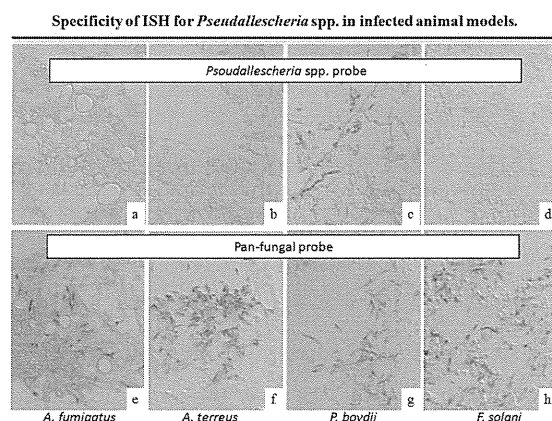 Specificity of ISH for Pseudallescheria spp. in infected animal models.
Psoudallescheria spp. probe
a b c d
Pan-fungal probe
e f g h
A. fumigatus A. terreus P. boydii F. solani